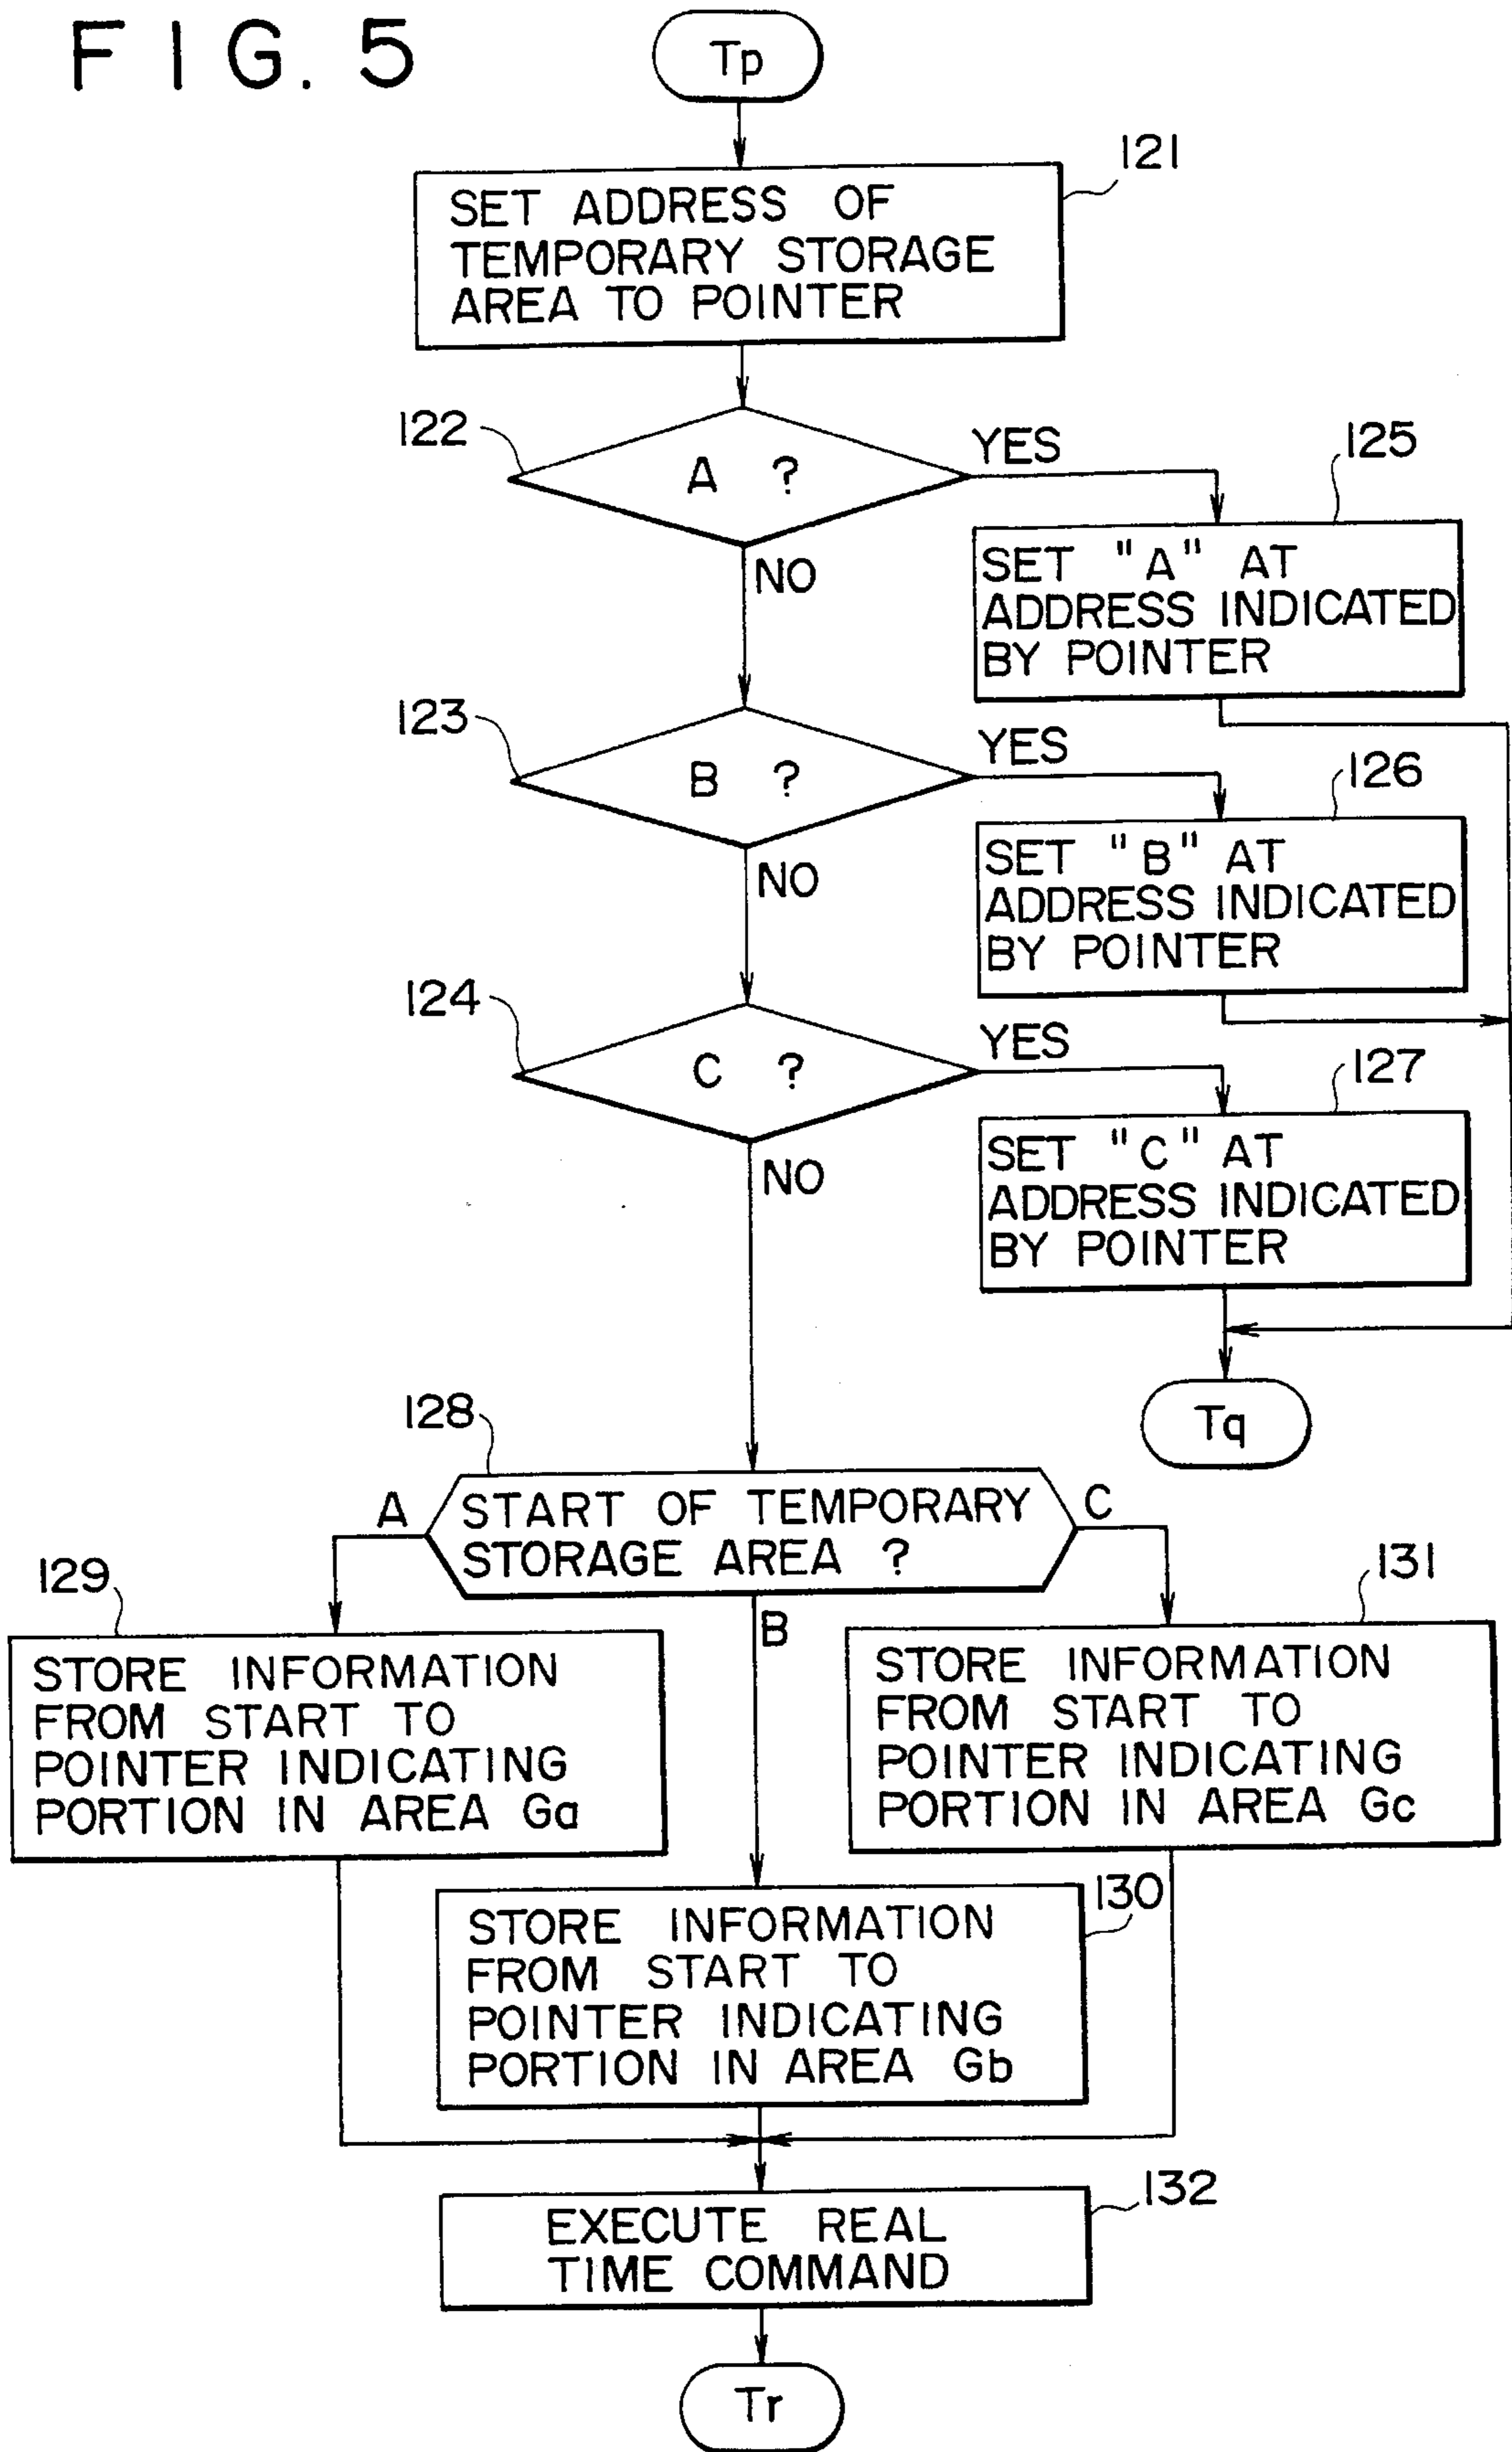 FIG. 5
Tp
121
SET ADDRESS OF
TEMPORARY STORAGE
AREA TO POINTER
122
A ?
YES
NO
125
SET "A" AT
ADDRESS INDICATED
BY POINTER
123
B ?
YES
NO
126
SET "B" AT
ADDRESS INDICATED
BY POINTER
124
C ?
YES
NO
127
SET "C" AT
ADDRESS INDICATED
BY POINTER
Tq
128
START OF TEMPORARY
STORAGE AREA ?
A
B
C
129
STORE INFORMATION
FROM START TO
POINTER INDICATING
PORTION IN AREA Ga
131
STORE INFORMATION
FROM START TO
POINTER INDICATING
PORTION IN AREA Gc
130
STORE INFORMATION
FROM START TO
POINTER INDICATING
PORTION IN AREA Gb
132
EXECUTE REAL
TIME COMMAND
Tr